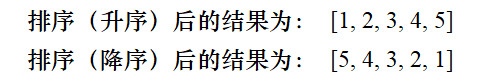 排序（升序）后的结果为： [1, 2, 3, 4, 5]
排序（降序）后的结果为： [5, 4, 3, 2, 1]